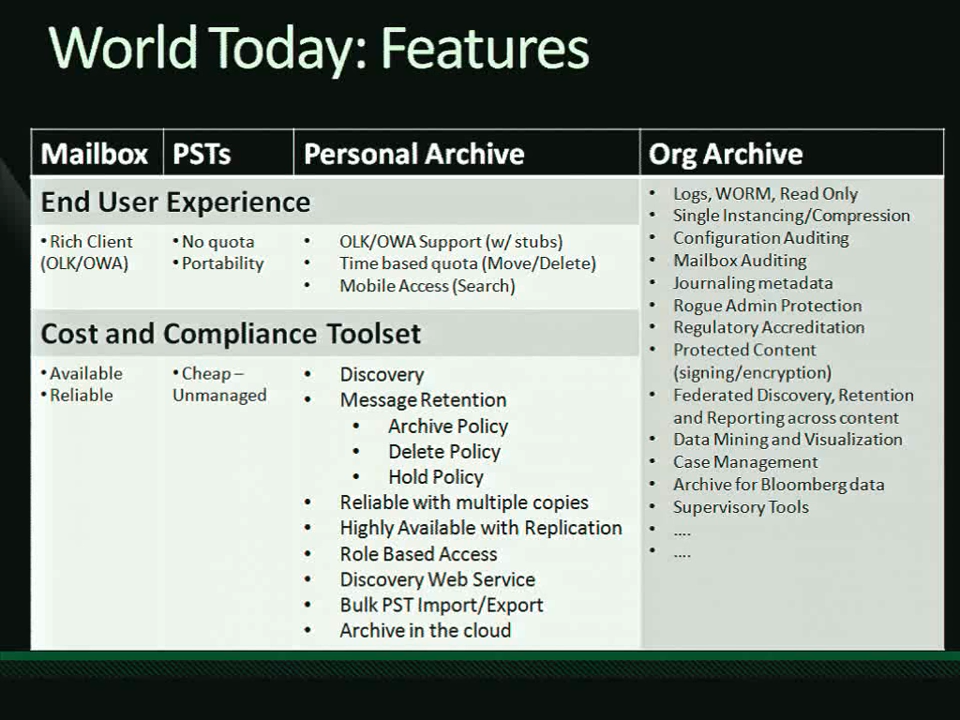 World Today: Features
Mailbox
PSTs
Personal Archive
Org Archive
End User Experience
• Rich Client
(OLK/OWA)
• No quota
• Portability
• OLK/OWA Support (w/ stubs)
• Time based quota (Move/Delete)
• Mobile Access (Search)
Cost and Compliance Toolset
• Available
• Reliable
• Cheap –
Unmanaged
• Discovery
• Message Retention
• Archive Policy
• Delete Policy
• Hold Policy
• Reliable with multiple copies
• Highly Available with Replication
• Role Based Access
• Discovery Web Service
• Bulk PST Import/Export
• Archive in the cloud
• Logs, WORM, Read Only
• Single Instancing/Compression
• Configuration Auditing
• Mailbox Auditing
• Journaling metadata
• Rogue Admin Protection
• Regulatory Accreditation
• Protected Content
(signing/encryption)
• Federated Discovery, Retention
and Reporting across content
• Data Mining and Visualization
• Case Management
• Archive for Bloomberg data
• Supervisory Tools
• ....
• ....